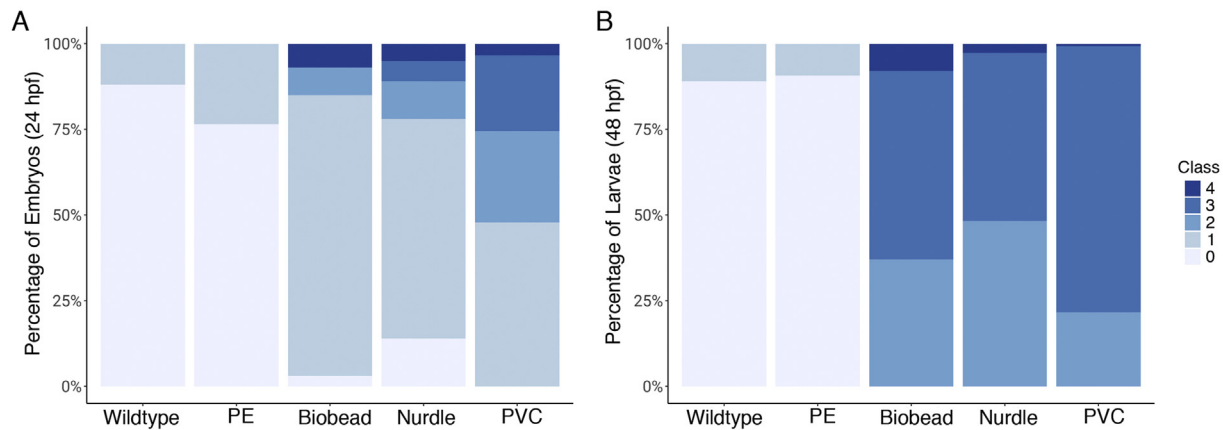 A
Percentage of Embryos (24 hpf)
100%
75%
50%
25%
0%
Wildtype PE Biobead Nurdle PVC
B
Percentage of Larvae (48 hpf)
100%
75%
50%
25%
0%
Wildtype PE Biobead Nurdle PVC
Class
4
3
2
1
0